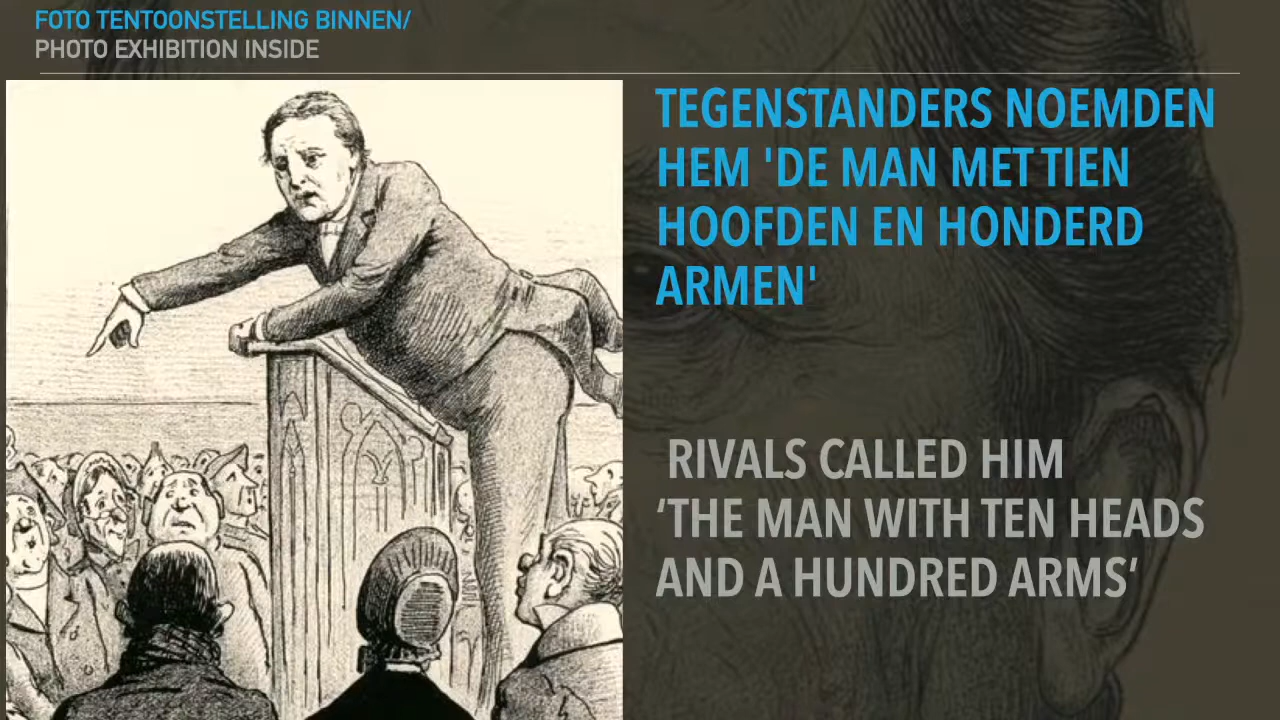 FOTO TENTOONSTELLING BINNEN/
PHOTO EXHIBITION INSIDE
TEGENSTANDERS NOEMDEN
HEM 'DE MAN MET TIEN
HOOFDEN EN HONDERD
ARMEN'
RIVALS CALLED HIM
‘THE MAN WITH TEN HEADS
AND A HUNDRED ARMS‘